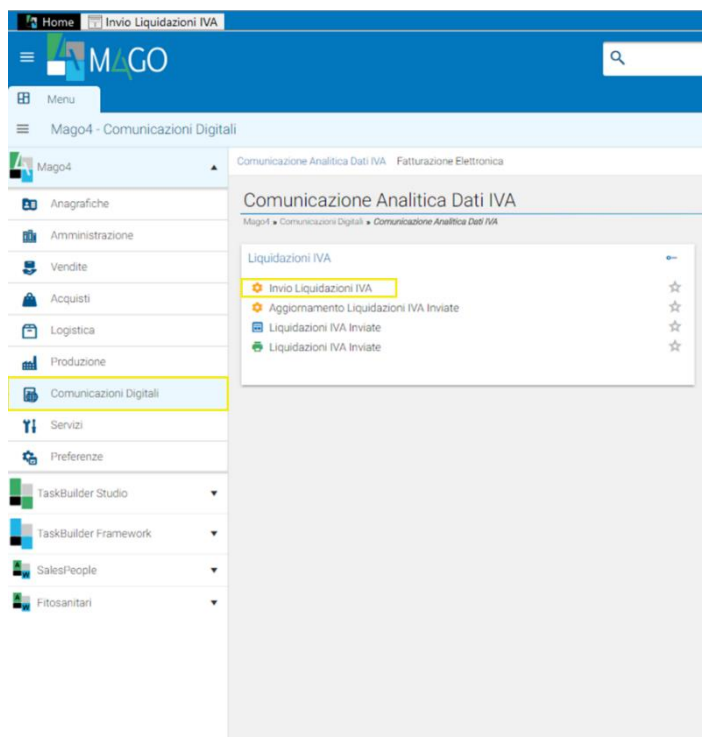 Home
Invio Liquidazioni IVA
MAGO
Menu
Mago4 - Comunicazioni Digitali
Mago4
Anagrafiche
Amministrazione
Vendite
Acquisti
Logistica
Produzione
Comunicazioni Digitali
Servizi
Preferenze
TaskBuilder Studio
TaskBuilder Framework
SalesPeople
Fitosanitari
Comunicazione Analitica Dati IVA Fatturazione Elettronica
Comunicazione Analitica Dati IVA
Mago4 » Comunicazioni Digitali » Comunicazione Analitica Dati IVA
Liquidazioni IVA
Invio Liquidazioni IVA
Aggiornamento Liquidazioni IVA Inviate
Liquidazioni IVA Inviate
Liquidazioni IVA Inviate